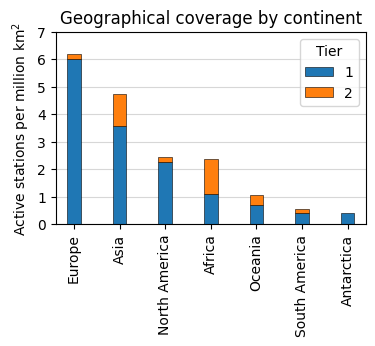 Geographical coverage by continent
Active stations per million km²
7
6
5
4
3
2
1
0
Tier
1
2
Europe
Asia
North America
Africa
Oceania
South America
Antarctica